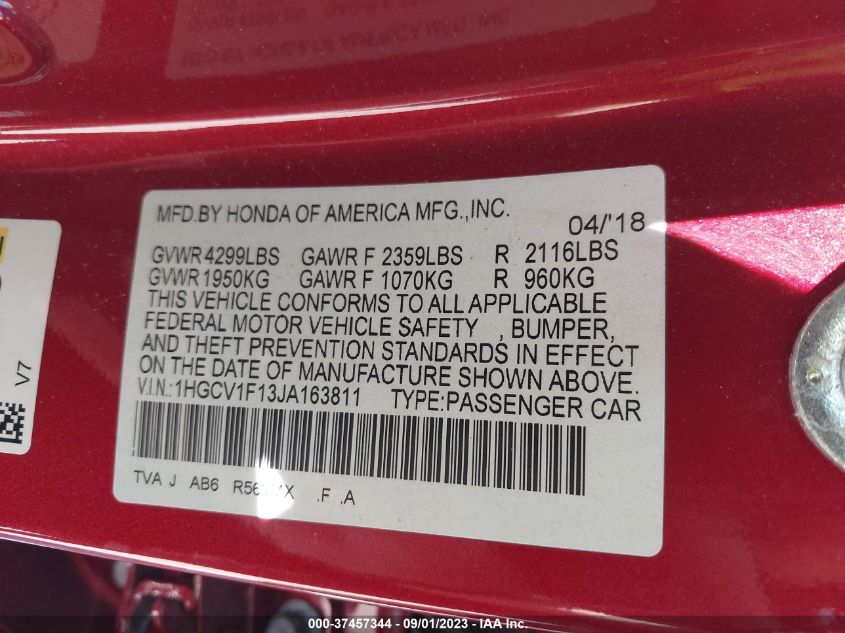 MFD.BY HONDA OF AMERICA MFG.,INC.
04/'18
GVWR 4299LBS GAWR F 2359LBS R 2116LBS
GVWR 1950KG GAWR F 1070KG R 960KG
THIS VEHICLE CONFORMS TO ALL APPLICABLE
FEDERAL MOTOR VEHICLE SAFETY , BUMPER,
AND THEFT PREVENTION STANDARDS IN EFFECT
ON THE DATE OF MANUFACTURE SHOWN ABOVE.
V.I.N.:1HGCV1F13JA163811 TYPE:PASSENGER CAR
TVA J AB6 .F .A
V7
000-37457344 - 09/01/2023 - IAA Inc.